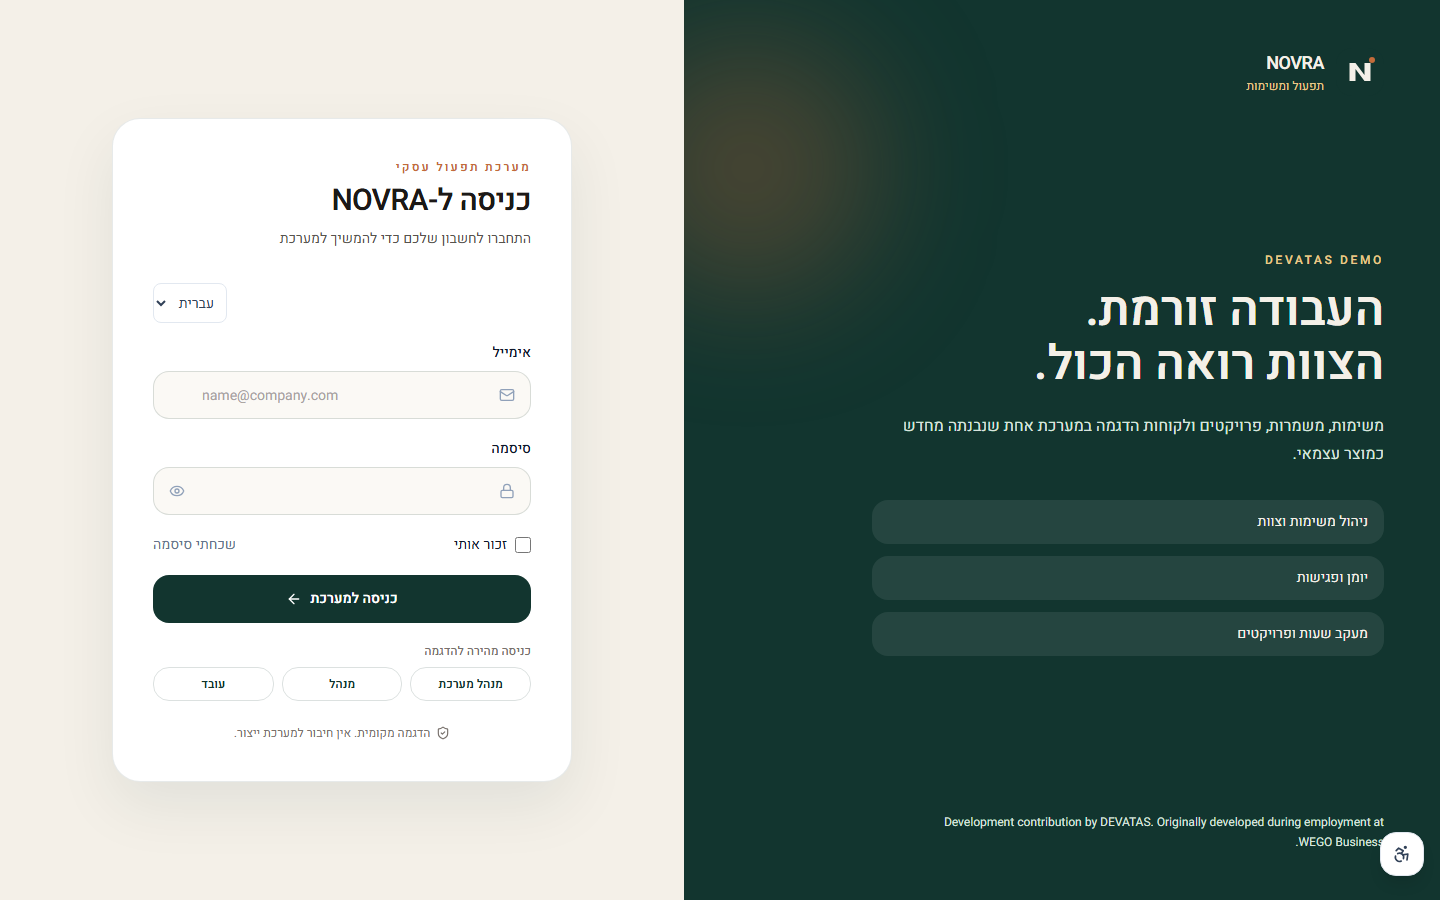 NOVRA
תפעול ומשימות
DEVATAS DEMO
העבודה זורמת.
הצוות רואה הכול.
משימות, משמרות, פרויקטים ולקוחות הדגמה במערכת אחת שנבנתה מחדש
כמוצר עצמאי.
ניהול משימות וצוות
יומן ופגישות
מעקב שעות ופרויקטים
Development contribution by DEVATAS. Originally developed during employment at
.WEGO Business
מערכת תפעול עסקי
כניסה ל-NOVRA
התחברו לחשבון שלכם כדי להמשיך למערכת
עברית
אימייל
name@company.com
סיסמה
זכור אותי
שכחתי סיסמה
כניסה למערכת
כניסה מהירה להדגמה
מנהל מערכת
מנהל
עובד
הדגמה מקומית. אין חיבור למערכת ייצור.